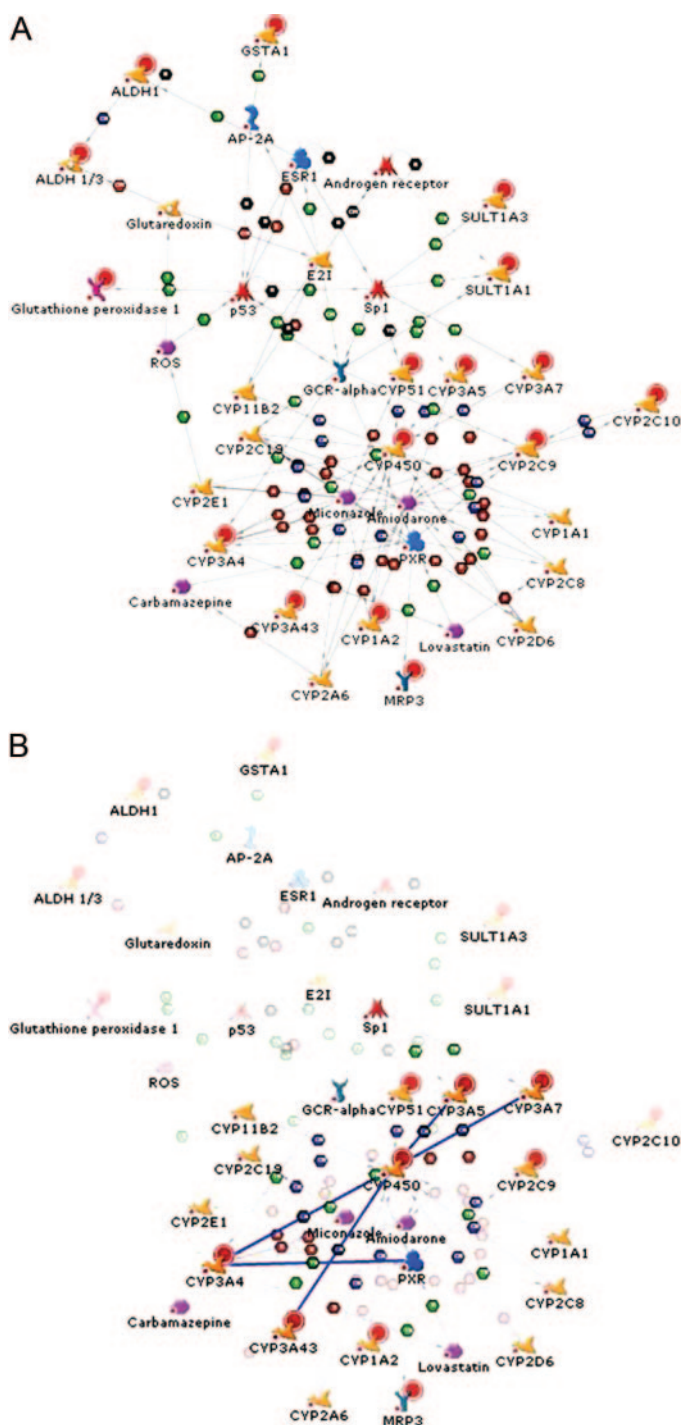 A
GSTA1
ALDH1
AP-2A
ESR1
Androgen receptor
ALDH 1/3
SULT1A3
Glutaredoxin
E2I
SULT1A1
Glutathione peroxidase 1
p53
Sp1
ROS
GCR-alpha
CYP51
CYP3A5
CYP3A7
CYP11B2
CYP2C10
CYP2C19
CYP450
CYP2C9
CYP2E1
Miconazole
Amiodarone
CYP1A1
PXR
CYP3A4
CYP2C8
Carbamazepine
CYP3A43
CYP1A2
Lovastatin
CYP2D6
CYP2A6
MRP3
B
GSTA1
ALDH1
AP-2A
ALDH 1/3
ESR1
Androgen receptor
Glutaredoxin
SULT1A3
E2I
SULT1A1
Glutathione peroxidase 1
p53
Sp1
ROS
GCR-alpha
CYP51
CYP3A5
CYP3A7
CYP11B2
CYP2C10
CYP2C19
CYP450
CYP2C9
CYP2E1
Miconazole
Amiodarone
CYP1A1
CYP3A4
PXR
CYP2C8
Carbamazepine
CYP3A43
CYP1A2
Lovastatin
CYP2D6
CYP2A6
MRP3